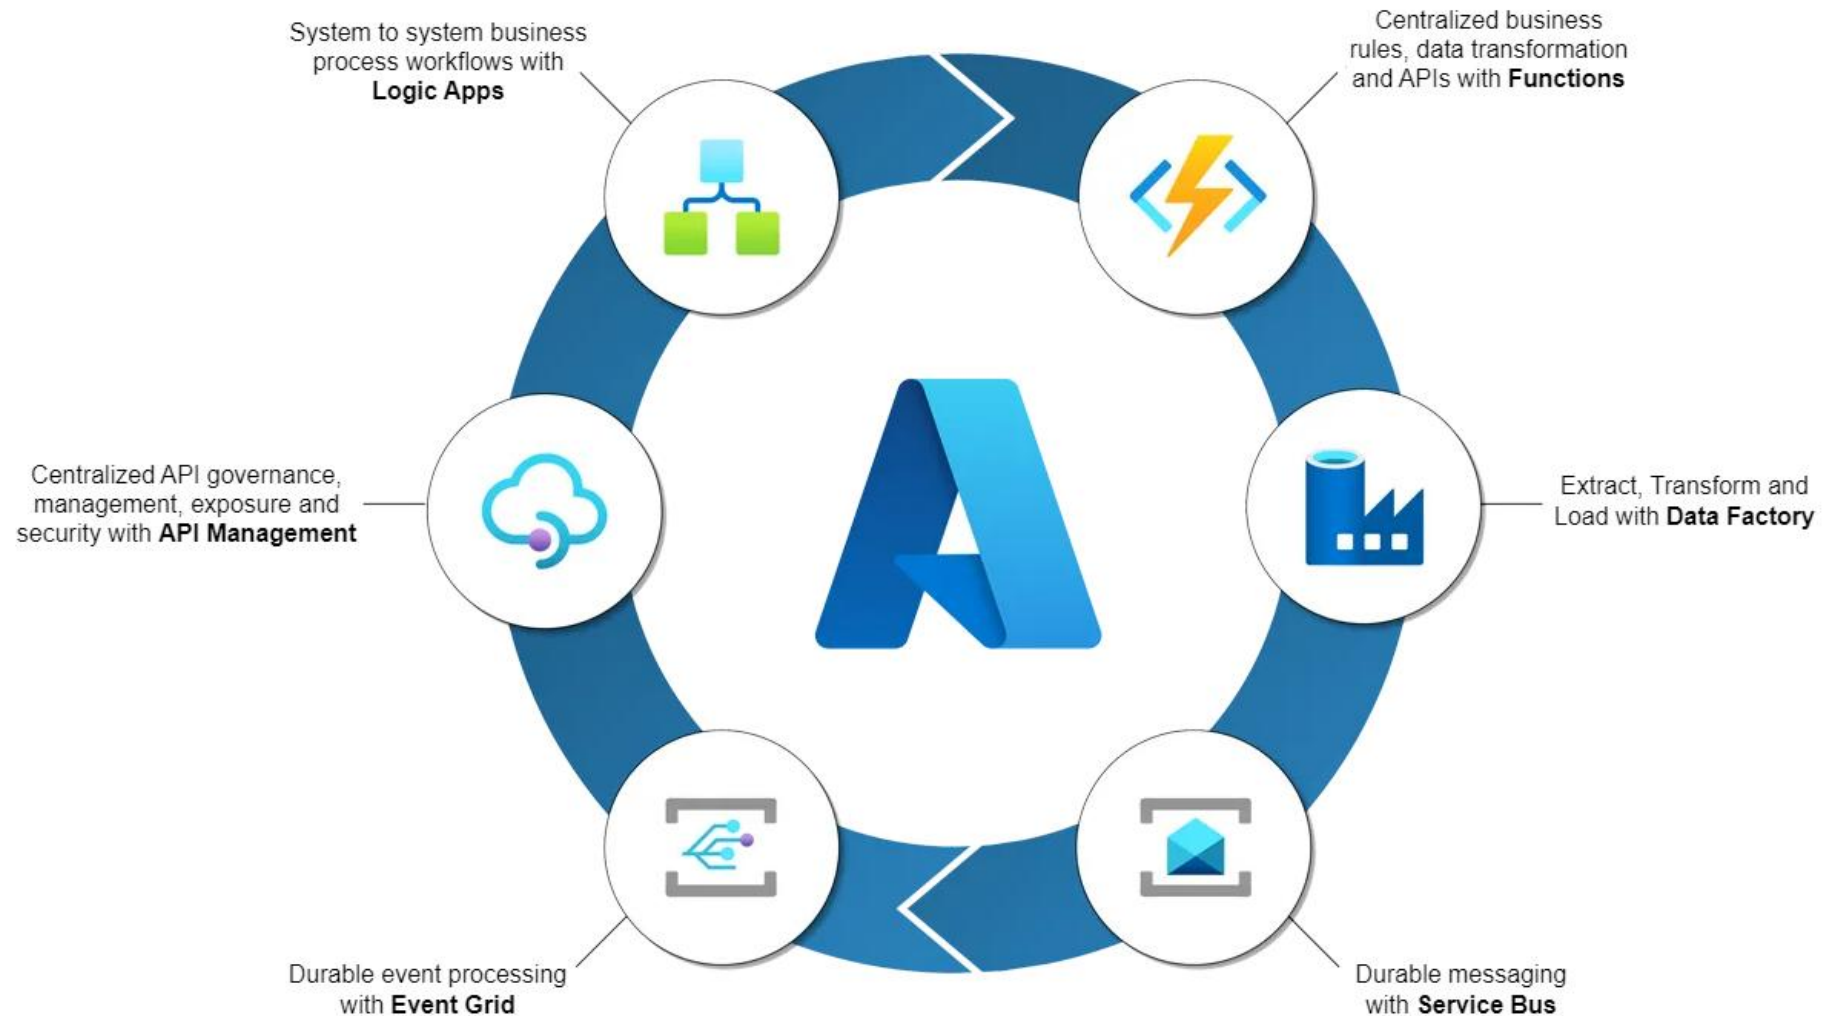 System to system business
process workflows with
Logic Apps
Centralized business
rules, data transformation
and APIs with Functions
Centralized API governance,
management, exposure and
security with API Management
Extract, Transform and
Load with Data Factory
Durable event processing
with Event Grid
Durable messaging
with Service Bus